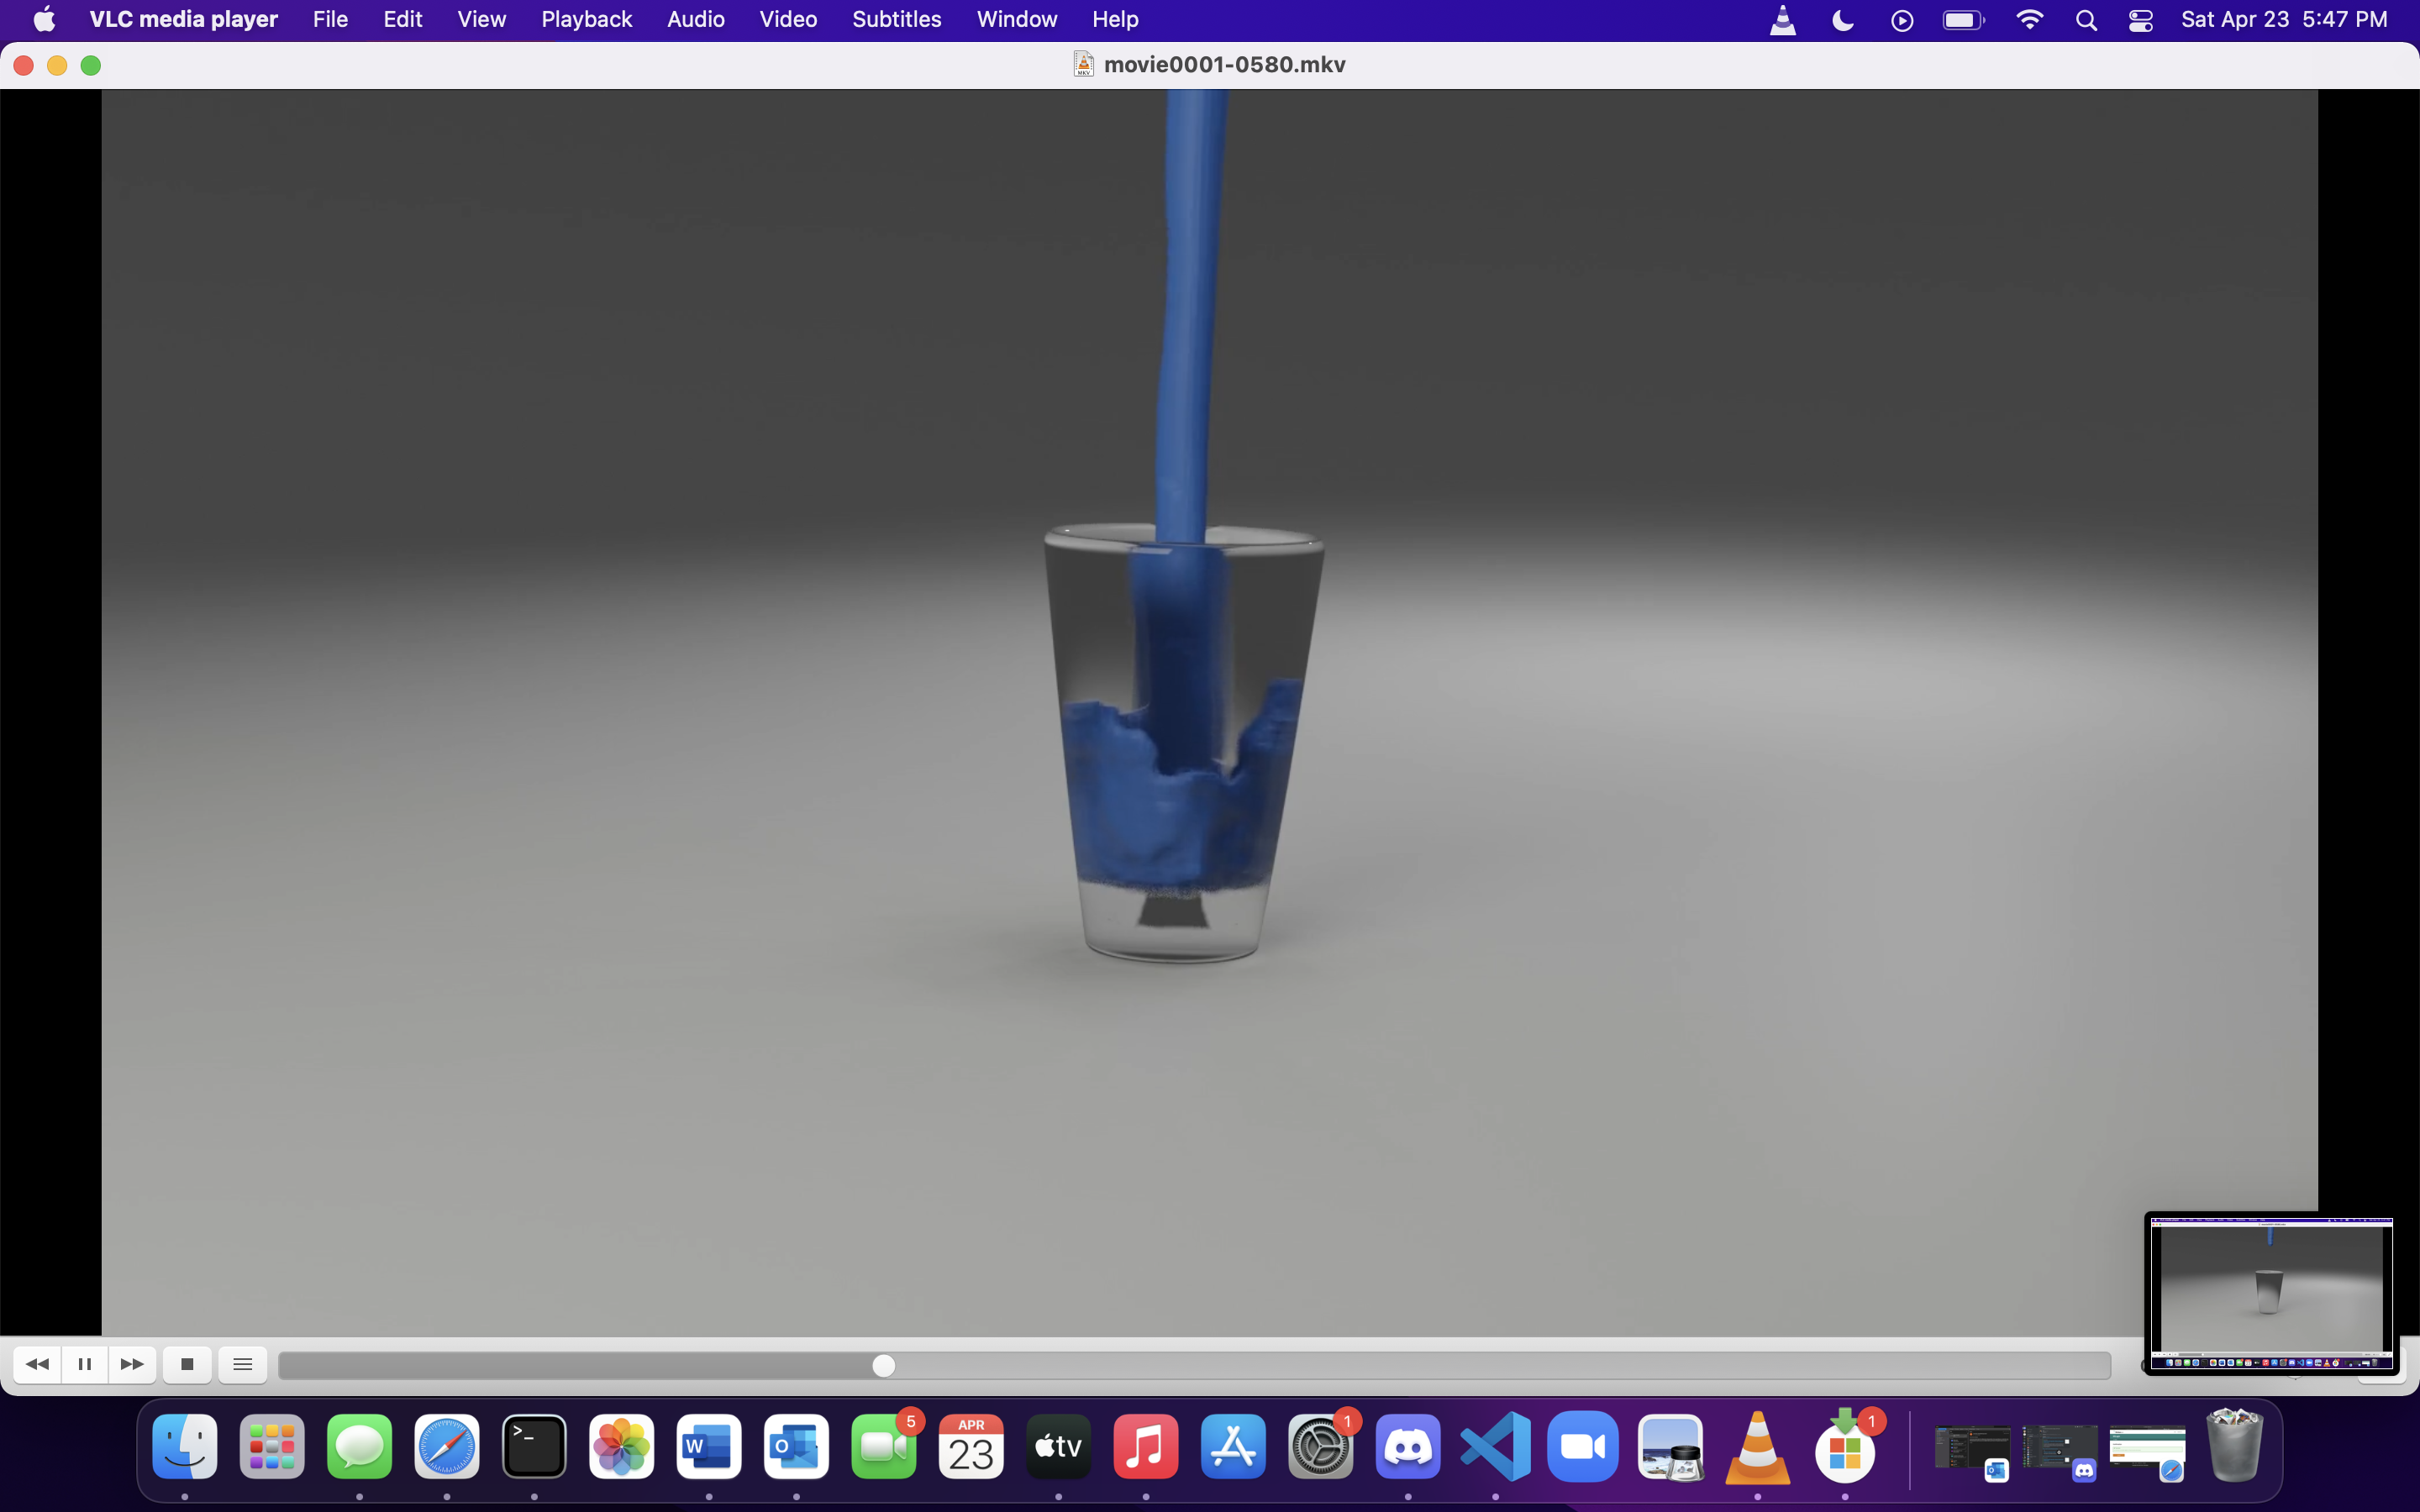 VLC media player File Edit View Playback Audio Video Subtitles Window Help Sat Apr 23 5:47 PM
MKV movie0001-0580.mkv
5 APR 1 1
>_ W O 23 tv